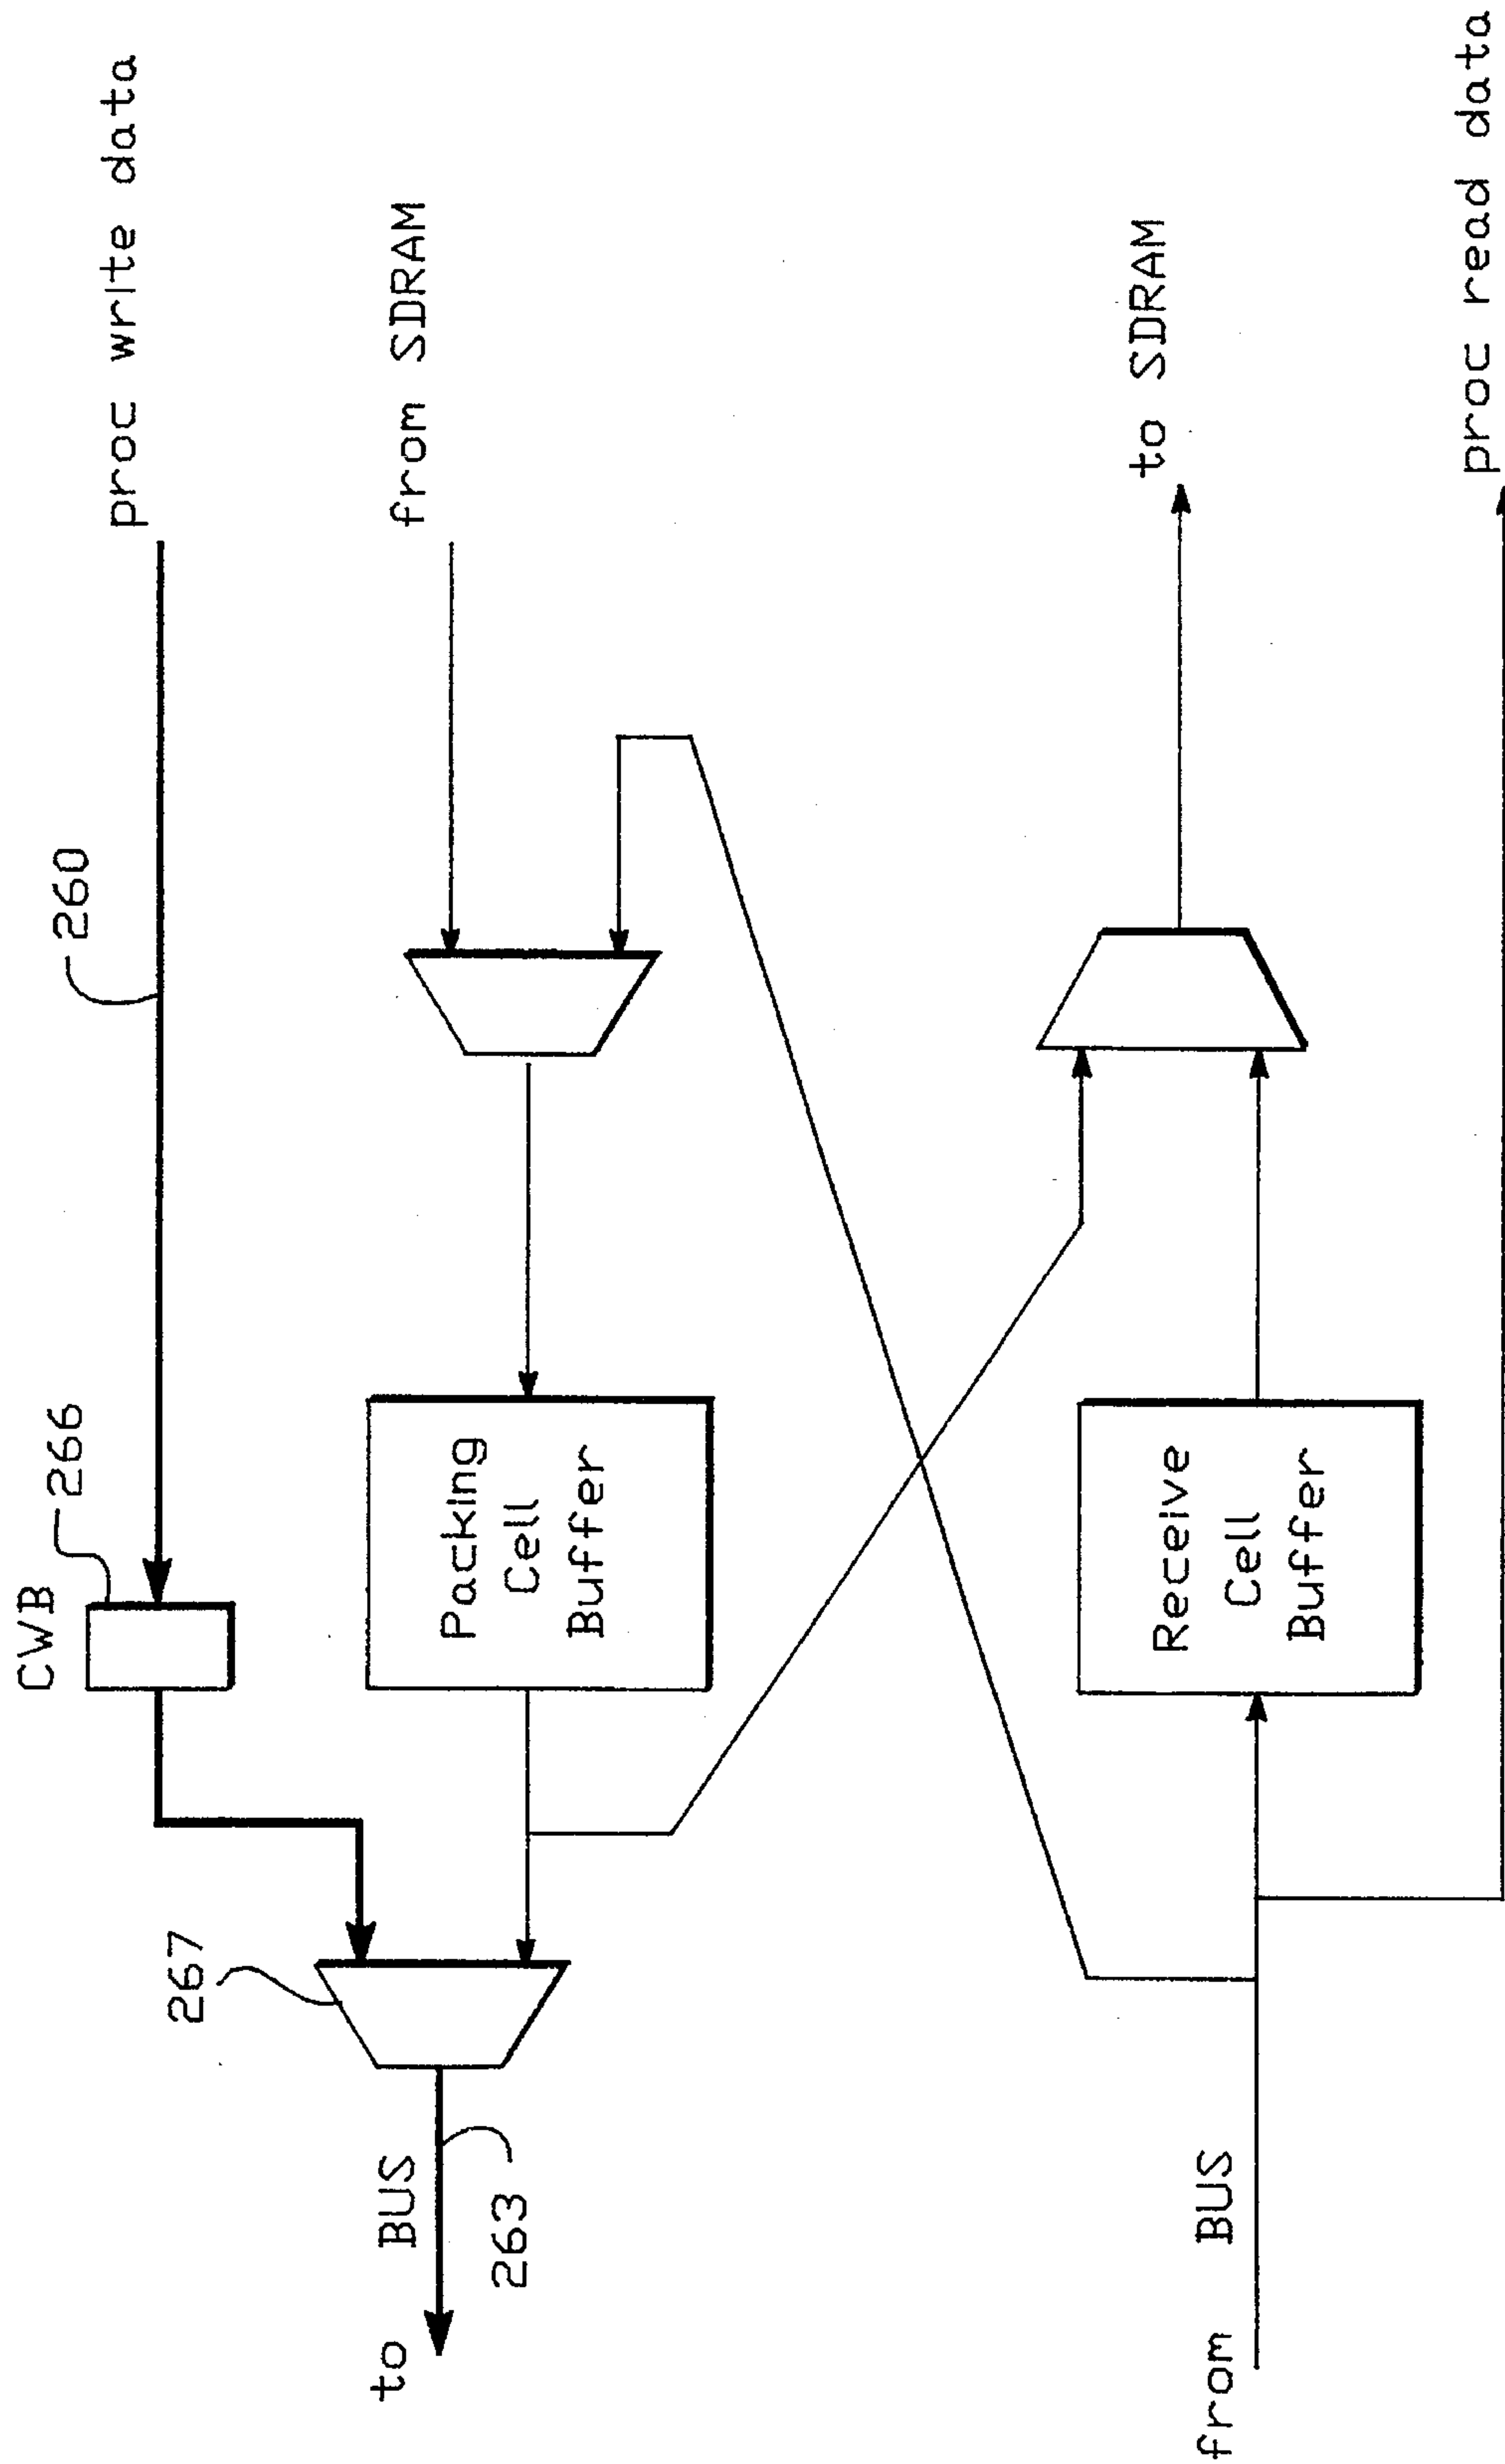 proc write data
260
266
CWB
from SDRAM
Packing
Cell
Buffer
267
to BUS
263
to SDRAM
Receive
Cell
Buffer
from BUS
proc read data